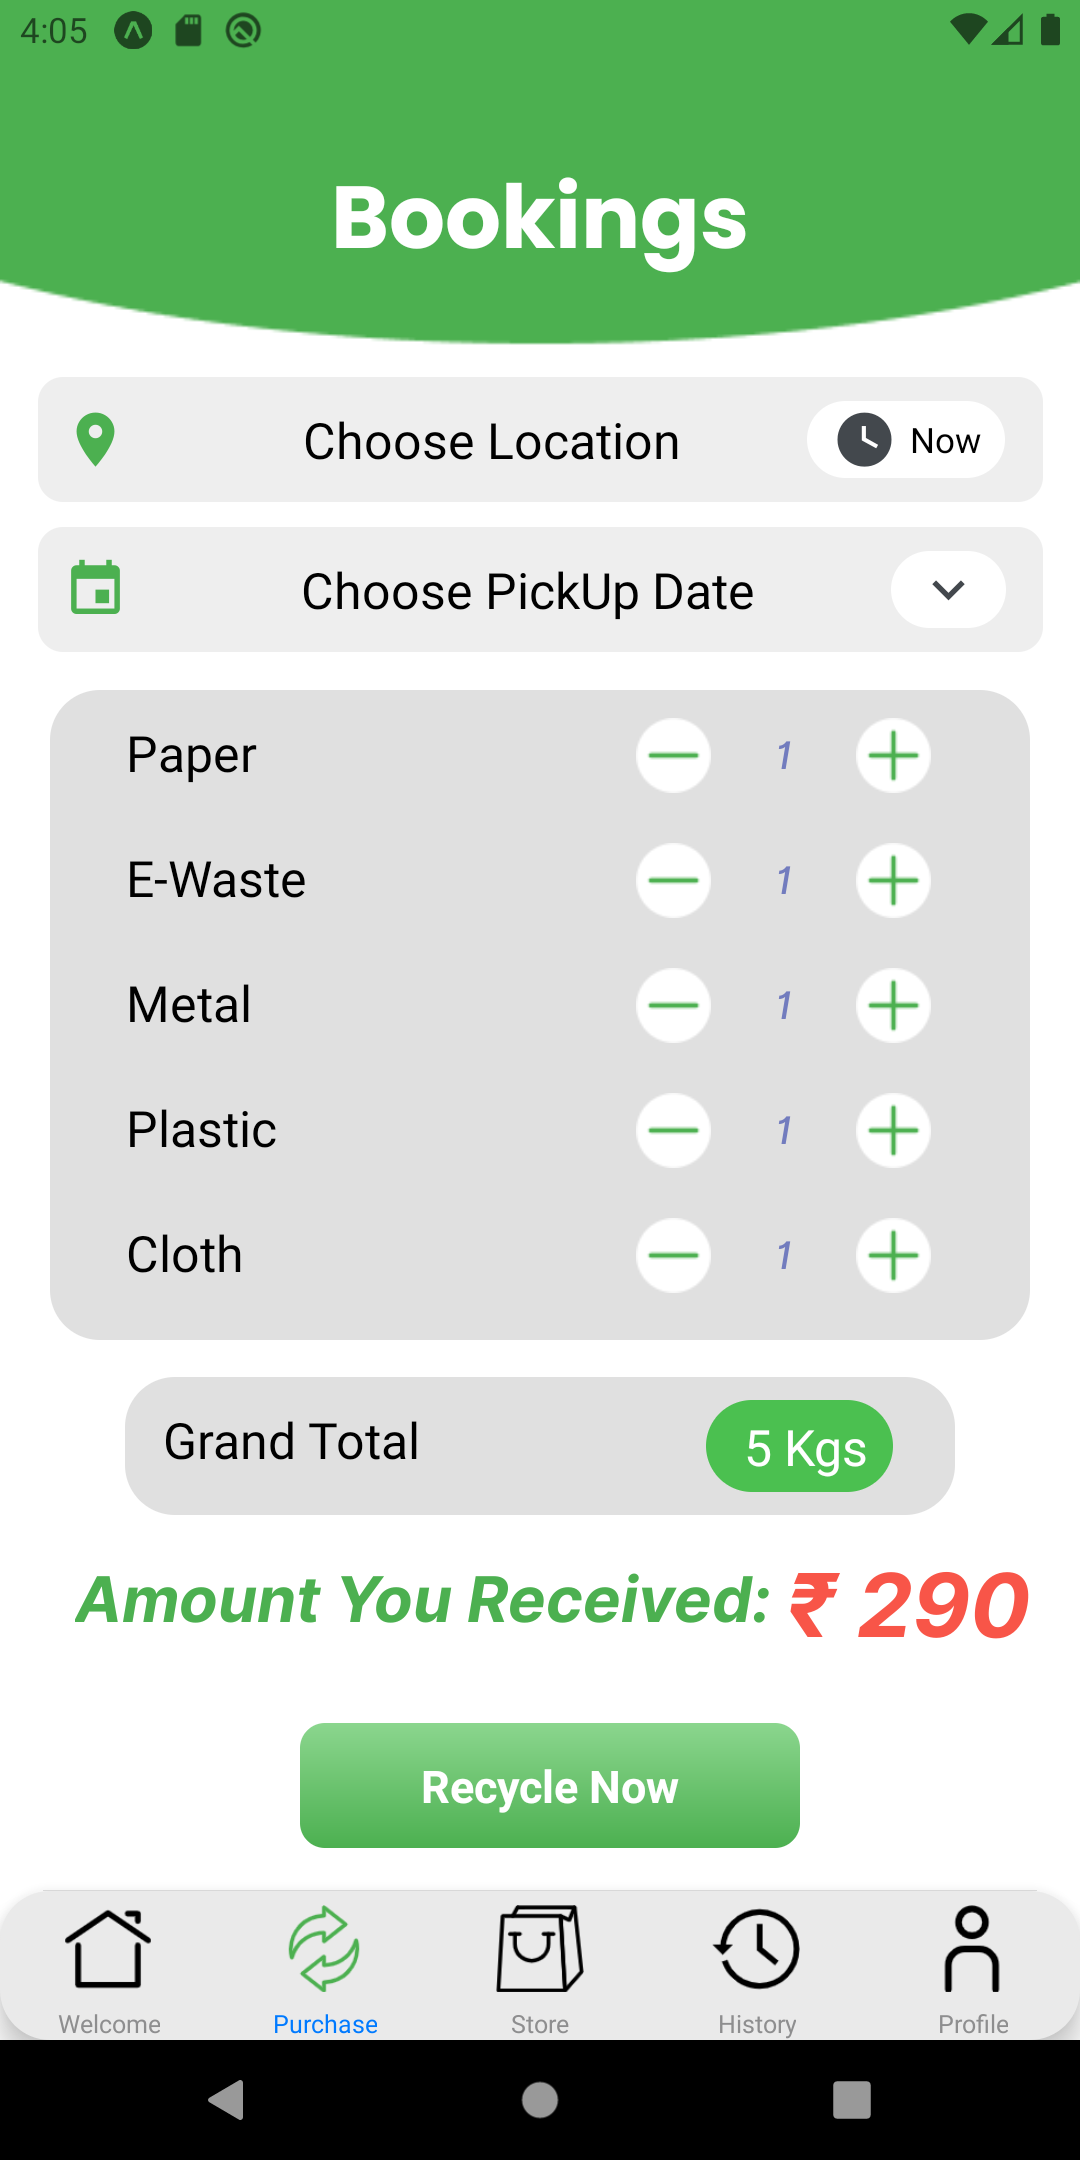 4:05
Bookings
Choose Location
Now
Choose PickUp Date
Paper 1
E-Waste 1
Metal 1
Plastic 1
Cloth 1
Grand Total 5 Kgs
Amount You Received: ₹ 290
Recycle Now
Welcome Purchase Store History Profile